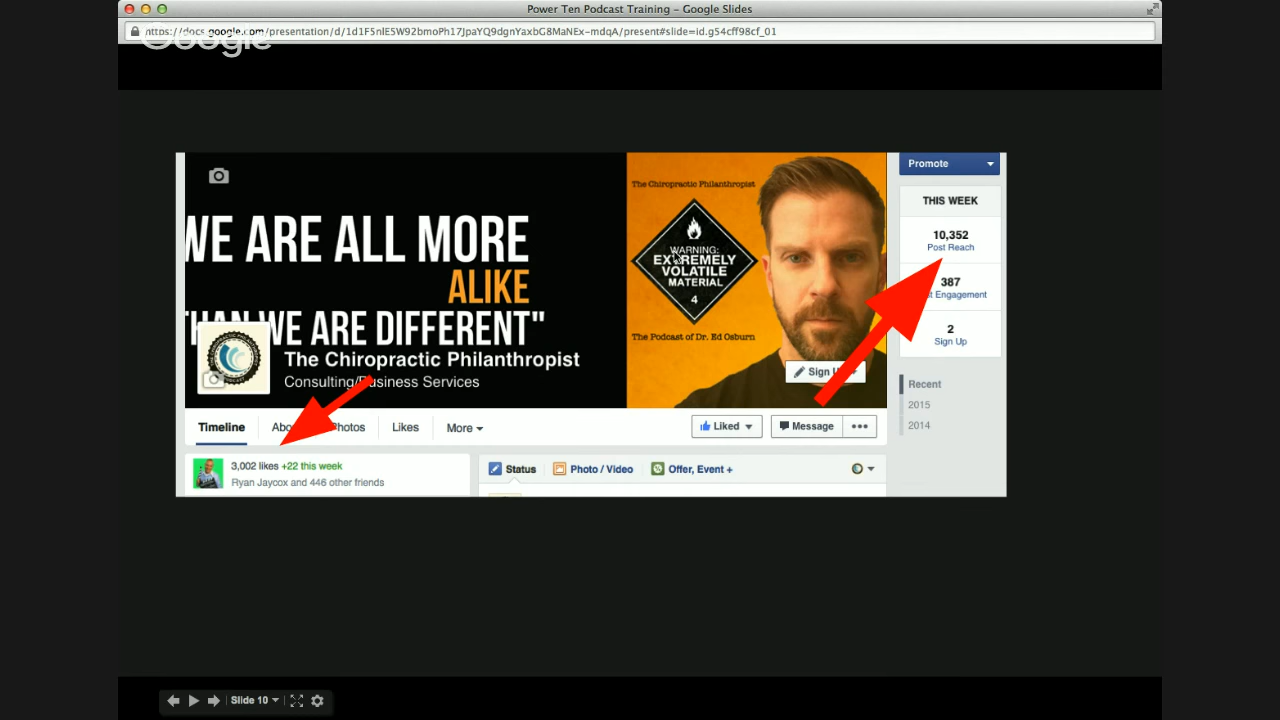 Power Ten Podcast Training – Google Slides
https://docs.google.com/presentation/d/1d1F5nlE5W92bmoPh17JpaYQ9dgnYaxbG8MaNEx-mdqA/present#slide=id.g54cff98cf_01
Google
WE ARE ALL MORE
ALIKE
THAN WE ARE DIFFERENT"
The Chiropractic Philanthropist
WARNING:
EXTREMELY
VOLATILE
MATERIAL
4
The Podcast of Dr. Ed Osburn
The Chiropractic Philanthropist
Consulting/Business Services
Sign Up
Promote
THIS WEEK
10,352
Post Reach
387
Engagement
2
Sign Up
Recent
2015
2014
Timeline
Photos
Likes
More
Liked
Message
3,002 likes +22 this week
Ryan Jaycox and 446 other friends
Status
Photo / Video
Offer, Event +
Slide 10